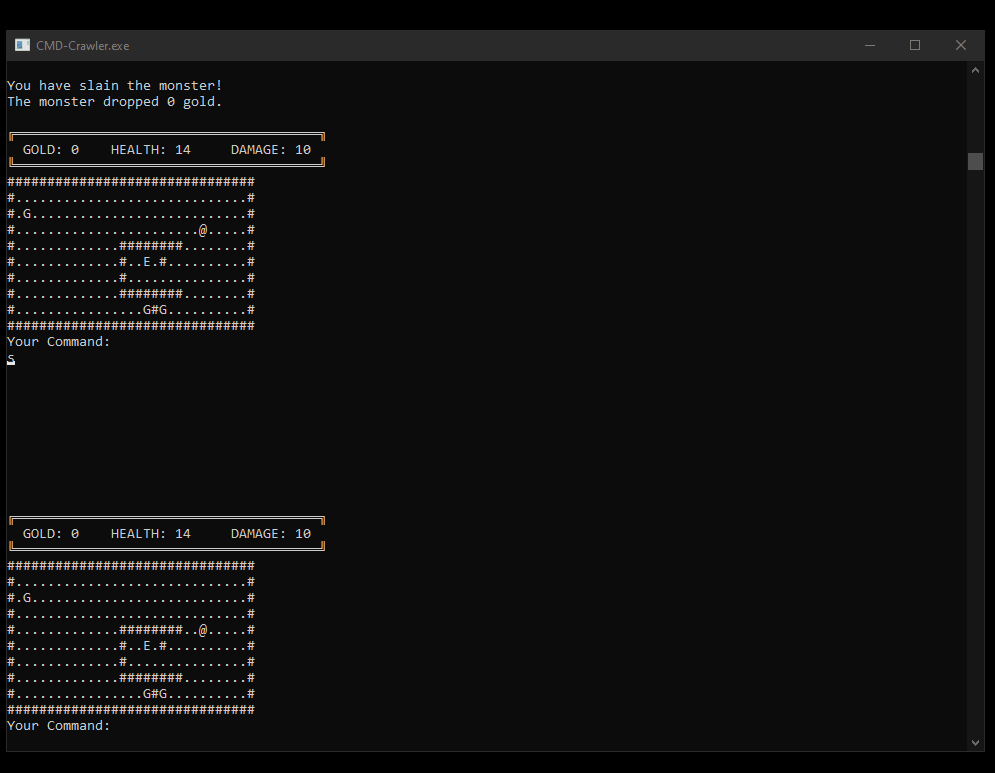 CMD-Crawler.exe
You have slain the monster!
The monster dropped 0 gold.
GOLD: 0    HEALTH: 14     DAMAGE: 10
###############################
#.............................#
#.G...........................#
#.......................@.....#
#.............########........#
#.............#..E.#..........#
#.............#...............#
#.............########........#
#................G#G..........#
###############################
Your Command:
s
GOLD: 0    HEALTH: 14     DAMAGE: 10
###############################
#.............................#
#.G...........................#
#.............................#
#.............########..@.....#
#.............#..E.#..........#
#.............#...............#
#.............########........#
#................G#G..........#
###############################
Your Command: